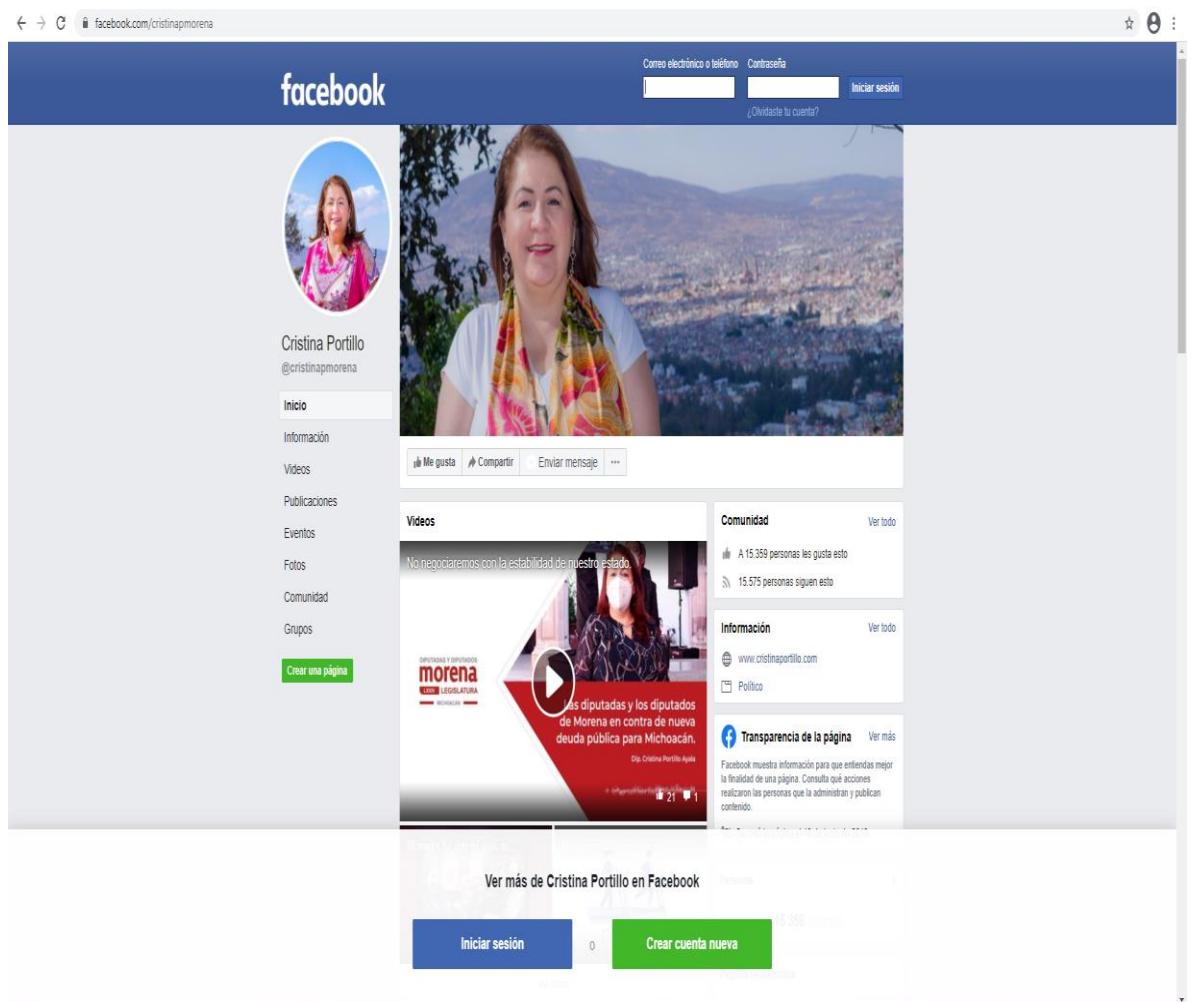 facebook.com/cristinapmorena
facebook
Correo electrónico o teléfono
Contraseña
Iniciar sesión
¿Olvidaste tu cuenta?
Cristina Portillo
@cristinapmorena
Inicio
Información
Videos
Publicaciones
Eventos
Fotos
Comunidad
Grupos
Crear una página
Me gusta
Compartir
Enviar mensaje
Videos
No negociaremos con la estabilidad de nuestro estado.
DIPUTADAS Y DIPUTADOS
morena
LXXIV LEGISLATURA
MICHOACÁN
Las diputadas y los diputados
de Morena en contra de nueva
deuda pública para Michoacán.
Dip. Cristina Portillo Ayala
21
1
Comunidad
Ver todo
A 15.359 personas les gusta esto
15.575 personas siguen esto
Información
Ver todo
www.cristinaportillo.com
Político
Transparencia de la página
Ver más
Facebook muestra información para que entiendas mejor
la finalidad de una página. Consulta qué acciones
realizaron las personas que la administran y publican
contenido.
Ver más de Cristina Portillo en Facebook
Iniciar sesión
o
Crear cuenta nueva